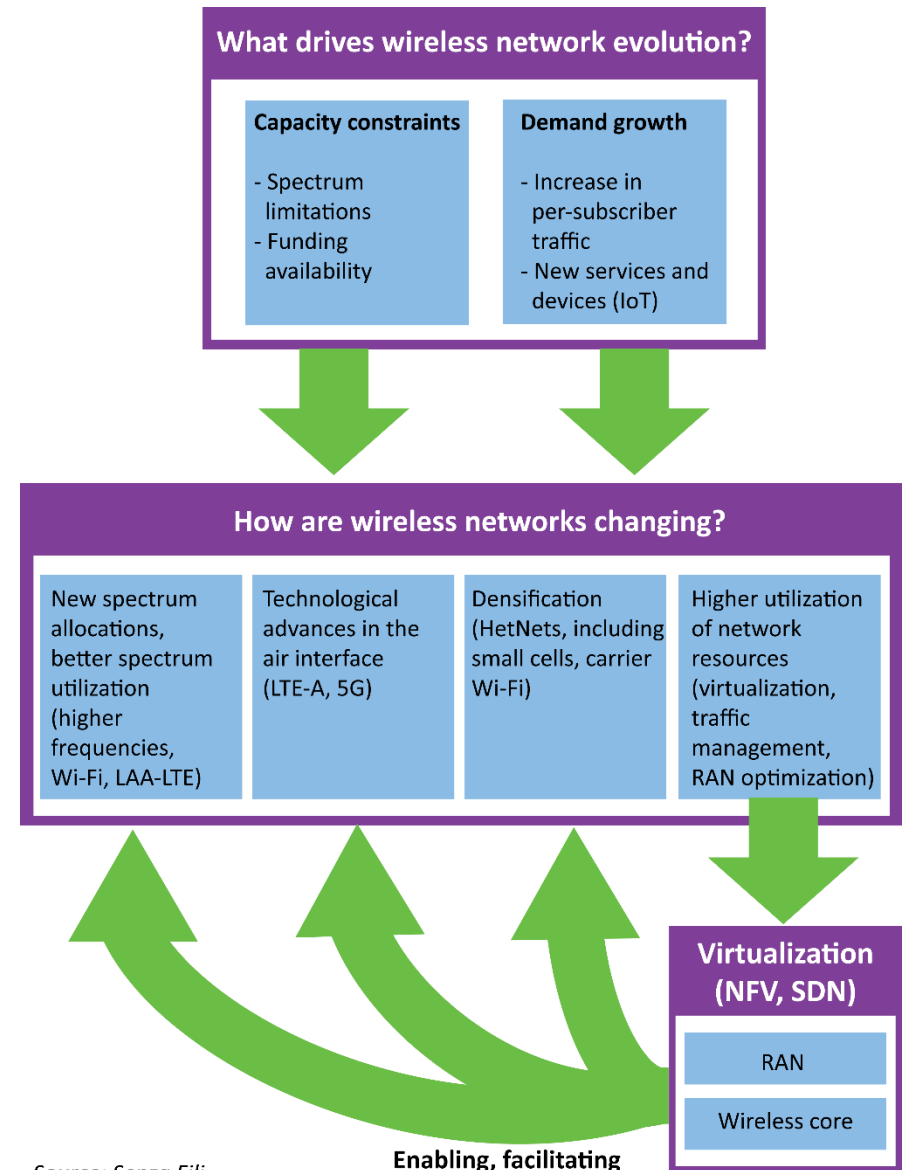 What drives wireless network evolution?
Capacity constraints
- Spectrum
limitations
- Funding
availability
Demand growth
- Increase in
per-subscriber
traffic
- New services and
devices (IoT)
How are wireless networks changing?
New spectrum
allocations,
better spectrum
utilization
(higher
frequencies,
Wi-Fi, LAA-LTE)
Technological
advances in the
air interface
(LTE-A, 5G)
Densification
(HetNets, including
small cells, carrier
Wi-Fi)
Higher utilization
of network
resources
(virtualization,
traffic
management,
RAN optimization)
Virtualization
(NFV, SDN)
RAN
Wireless core
Enabling, facilitating
Source: Senza Fili